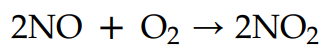 2NO + O₂ → 2NO₂